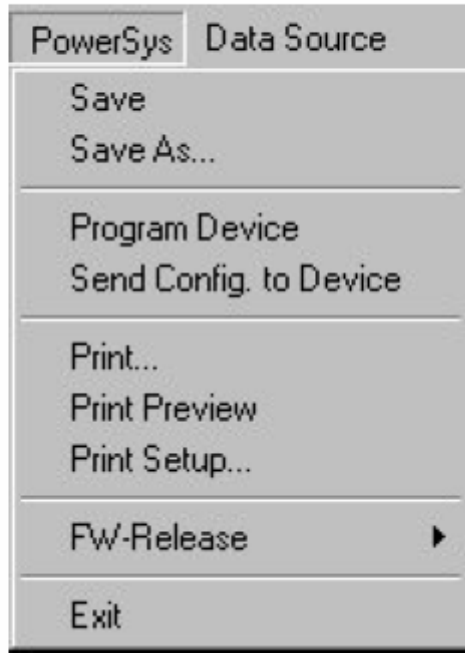 PowerSys Data Source
Save
Save As...
Program Device
Send Config. to Device
Print...
Print Preview
Print Setup...
FW-Release
Exit